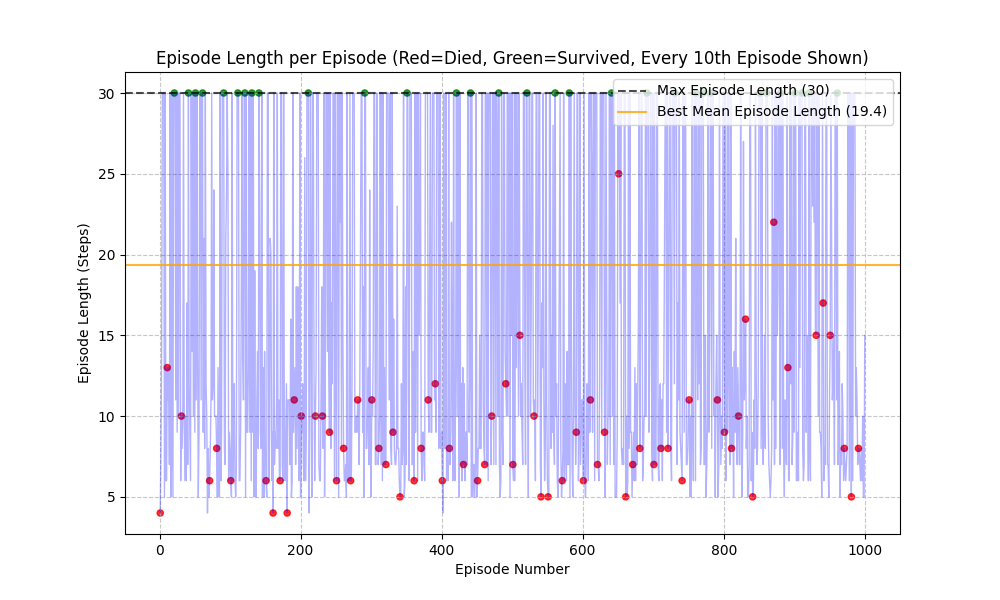 Episode Length per Episode (Red=Died, Green=Survived, Every 10th Episode Shown)
Max Episode Length (30)
Best Mean Episode Length (19.4)
Episode Length (Steps)
30
25
20
15
10
5
0
200
400
600
800
1000
Episode Number